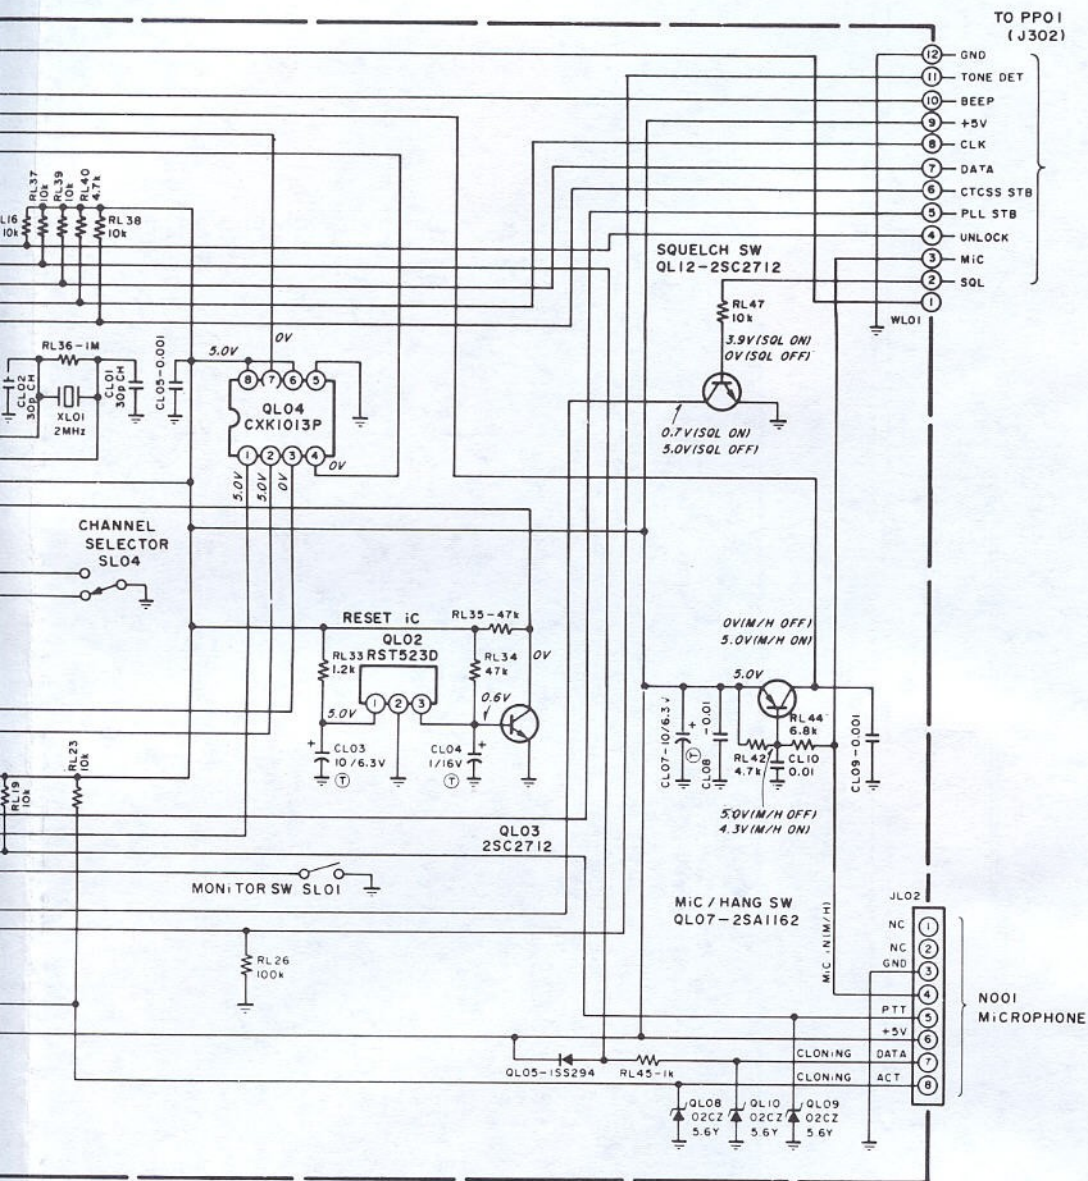 TO PP01
(J302)
12 GND
11 TONE DET
10 BEEP
9 +5V
8 CLK
7 DATA
6 CTCSS STB
5 PLL STB
4 UNLOCK
3 MiC
2 SQL
1
WL01
RL37
10k
RL39
10k
RL40
4.7k
L16
10k
RL38
10k
SQUELCH SW
QL12-2SC2712
RL47
10k
3.9V(SQL ON)
0V(SQL OFF)
0.7V(SQL ON)
5.0V(SQL OFF)
RL36-1M
CL02
30p CH
XL01
2MHz
CL01
30p CH
CL05-0.001
5.0V
0V
8 7 6 5
QL04
CXK1013P
1 2 3 4
0V
5.0V
5.0V
0V
CHANNEL
SELECTOR
SL04
RESET iC
QL02
RST523D
RL35-47k
RL33
1.2k
RL34
47k
0V
0.6V
5.0V
1 2 3
CL03
10/6.3V
T
CL04
1/16V
T
QL03
2SC2712
0V(M/H OFF)
5.0V(M/H ON)
5.0V
RL44
6.8k
RL42
4.7k
CL10
0.01
CL07-10/6.3V
T
CL08
-0.01
CL09-0.001
5.0V(M/H OFF)
4.3V(M/H ON)
RL23
10k
RL19
10k
MONiTOR SW SL01
MiC / HANG SW
QL07-2SA1162
RL26
100k
MiC iN(M/H)
JL02
NC 1
NC 2
GND 3
4
PTT 5
+5V 6
CLONiNG DATA 7
CLONiNG ACT 8
N001
MiCROPHONE
QL05-1SS294
RL45-1k
QL08
02CZ
5.6Y
QL10
02CZ
5.6Y
QL09
02CZ
5.6Y